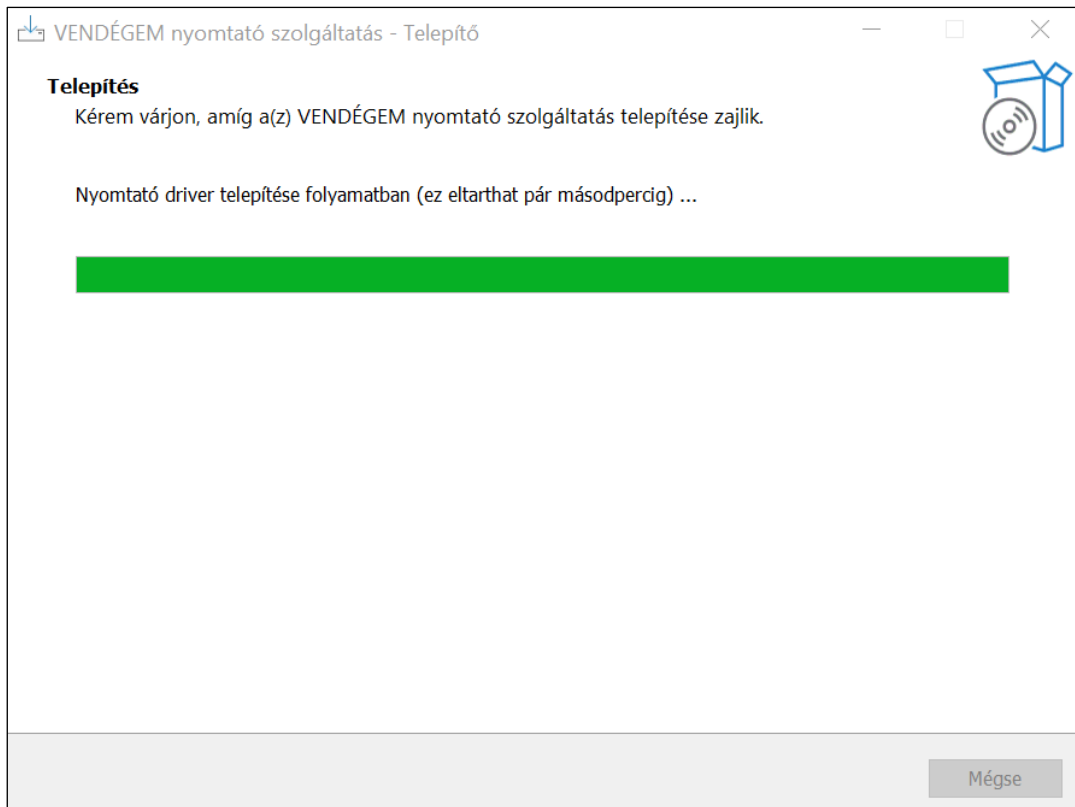 VENDÉGEM nyomtató szolgáltatás - Telepítő
Telepítés
Kérem várjon, amíg a(z) VENDÉGEM nyomtató szolgáltatás telepítése zajlik.
Nyomtató driver telepítése folyamatban (ez eltarthat pár másodpercig) ...
Mégse